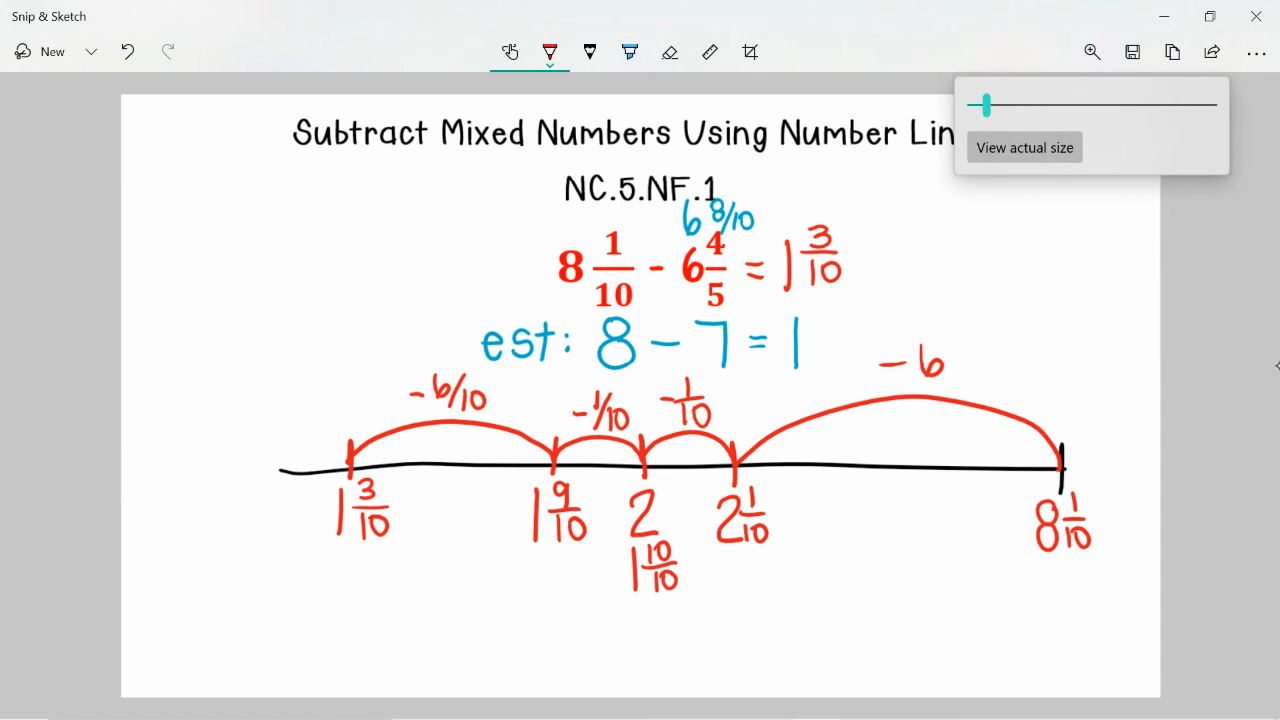 Snip & Sketch
New
View actual size
Subtract Mixed Numbers Using Number Lin
NC.5.NF.1
6 8/10
8 1/10 - 6 4/5 = 1 3/10
est: 8 - 7 = 1
- 6/10 - 1/10 - 1/10 - 6
1 3/10 1 9/10 2 2 1/10 8 1/10
1 10/10